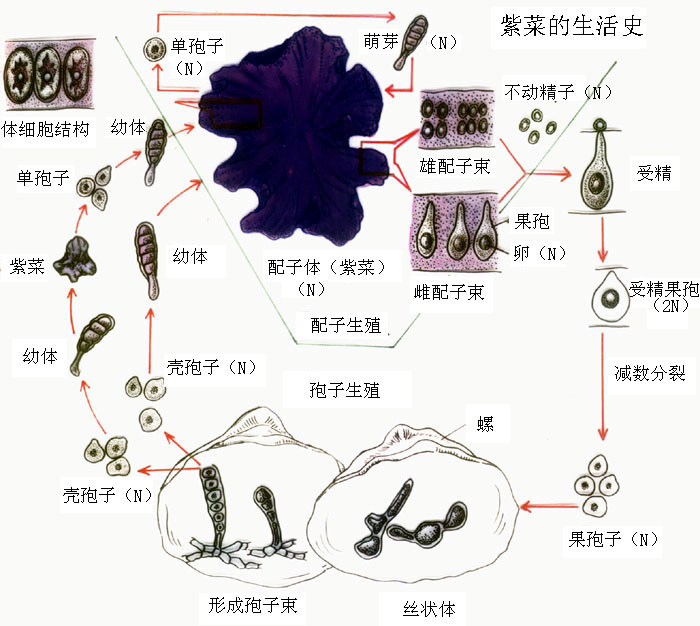 紫菜的生活史
单孢子
（N）
萌芽
（N）
体细胞结构
幼体
单孢子
紫菜
幼体
幼体
不动精子（N）
雄配子束
受精
果孢
卵（N）
雌配子束
配子体（紫菜）
（N）
配子生殖
受精果孢
（2N）
减数分裂
壳孢子（N）
孢子生殖
螺
壳孢子（N）
果孢子（N）
形成孢子束
丝状体